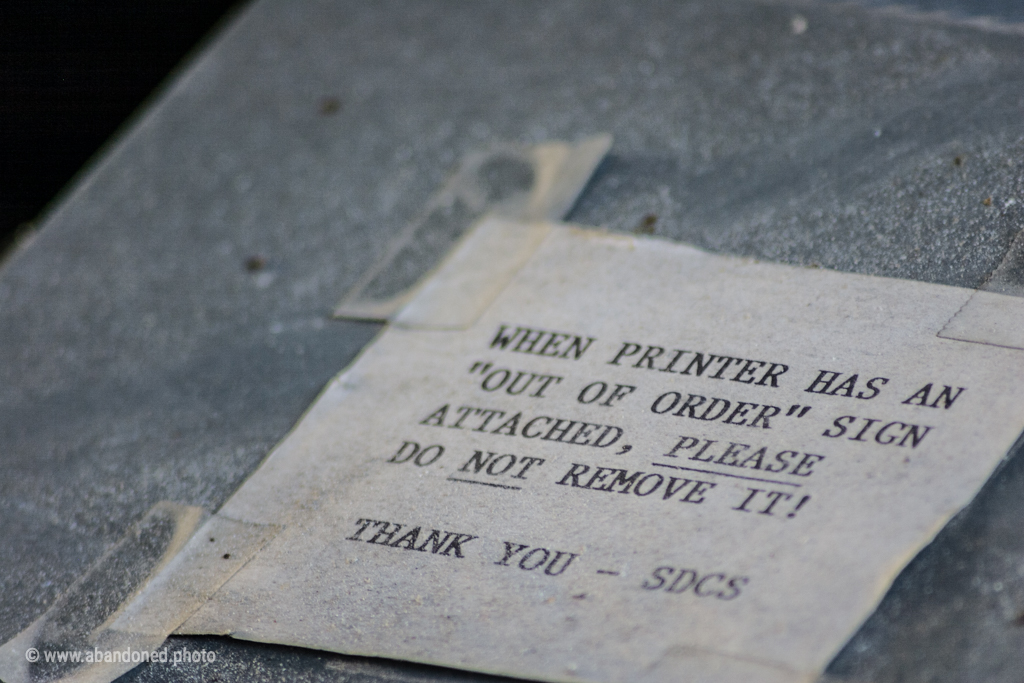 WHEN PRINTER HAS AN
"OUT OF ORDER" SIGN
ATTACHED, PLEASE
DO NOT REMOVE IT!
THANK YOU - SDCS
© www.abandoned.photo